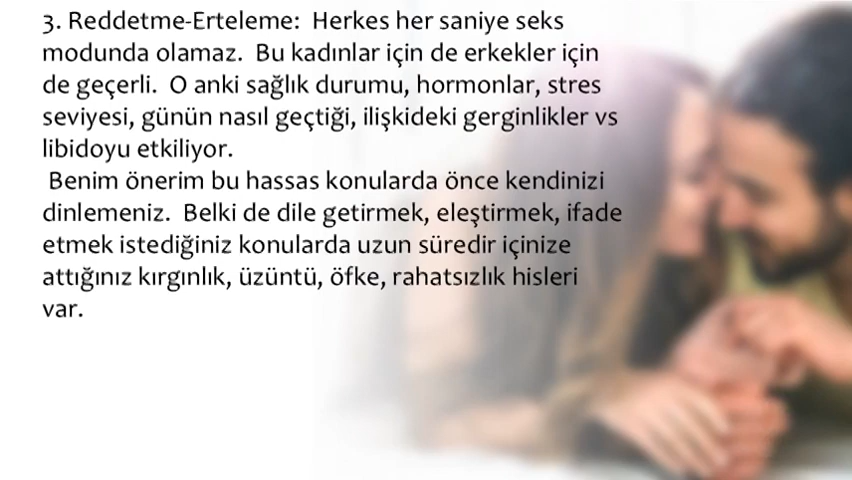 3. Reddetme-Erteleme:  Herkes her saniye seks
modunda olamaz.  Bu kadınlar için de erkekler için
de geçerli.  O anki sağlık durumu, hormonlar, stres
seviyesi, günün nasıl geçtiği, ilişkideki gerginlikler vs
libidoyu etkiliyor.
Benim önerim bu hassas konularda önce kendinizi
dinlemeniz.  Belki de dile getirmek, eleştirmek, ifade
etmek istediğiniz konularda uzun süredir içinize
attığınız kırgınlık, üzüntü, öfke, rahatsızlık hisleri
var.